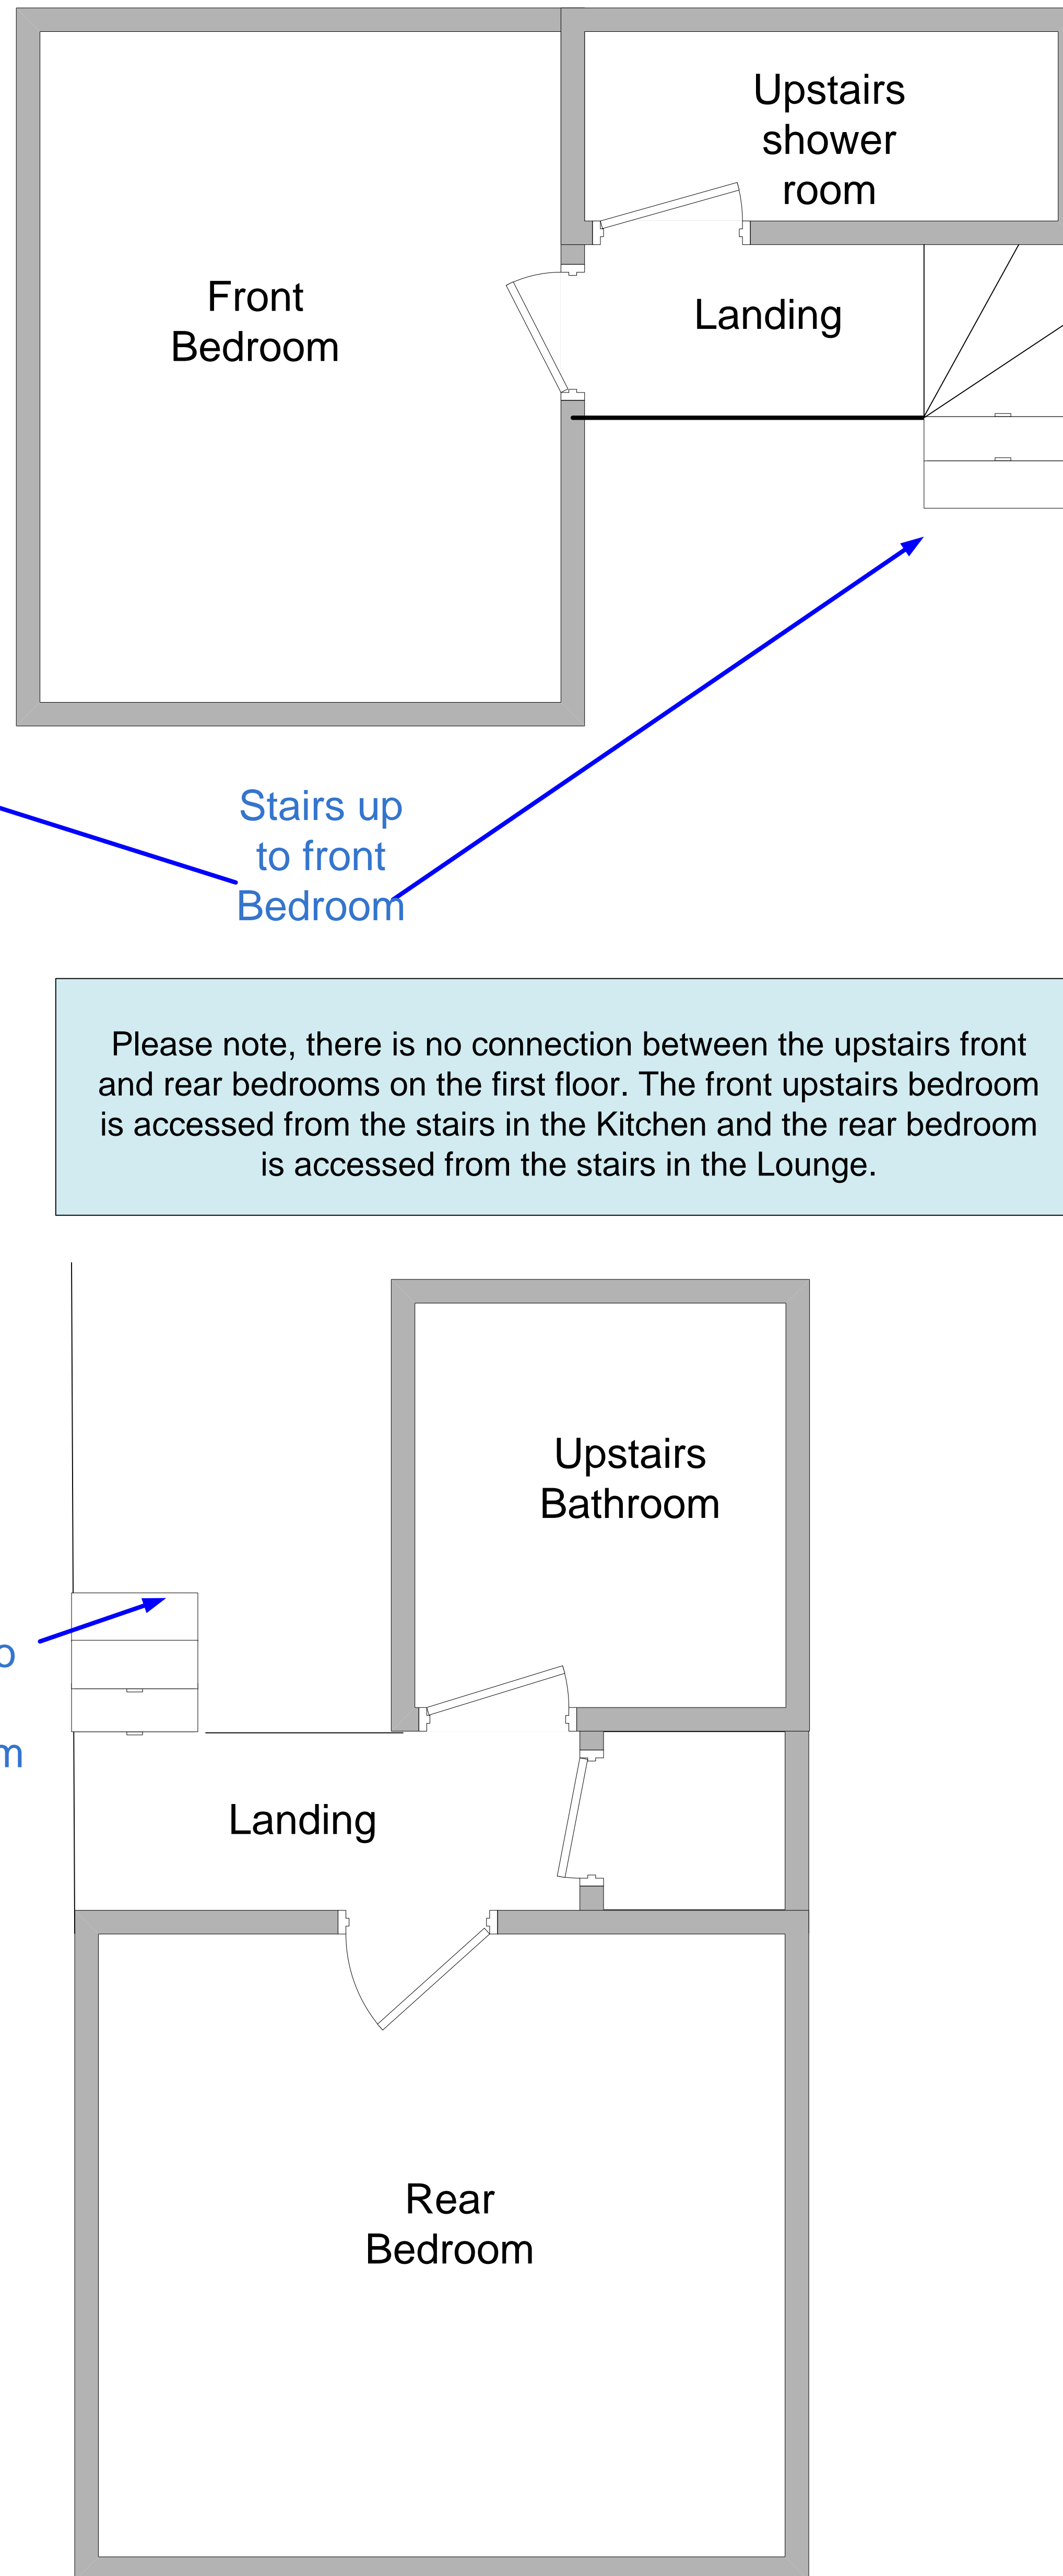 Upstairs
shower
room
Front
Bedroom
Landing
Stairs up
to front
Bedroom
Please note, there is no connection between the upstairs front
and rear bedrooms on the first floor. The front upstairs bedroom
is accessed from the stairs in the Kitchen and the rear bedroom
is accessed from the stairs in the Lounge.
Upstairs
Bathroom
Landing
Rear
Bedroom